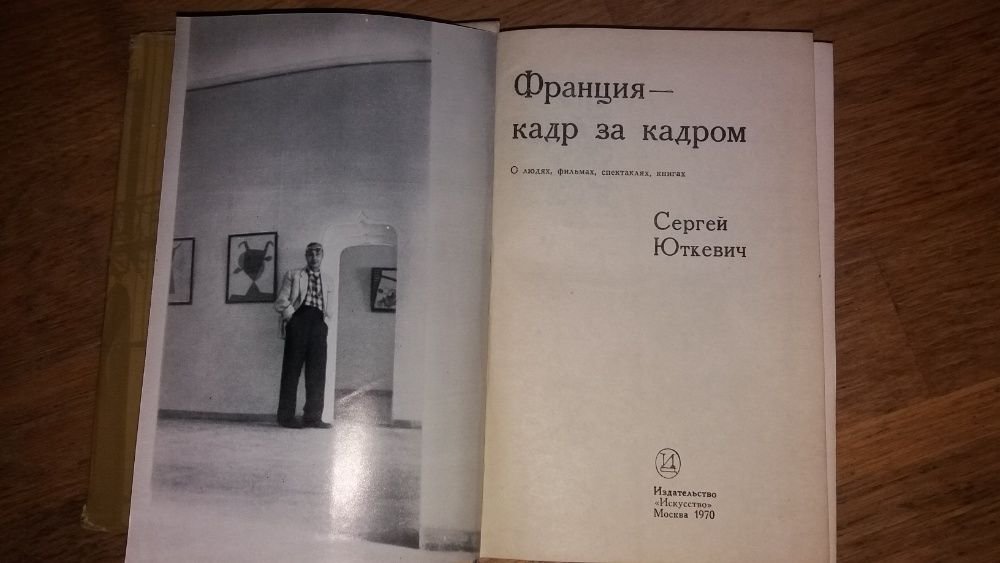 Франция—
кадр за кадром
О людях, фильмах, спектаклях, книгах
Сергей
Юткевич
И
Издательство
«Искусство»
Москва 1970